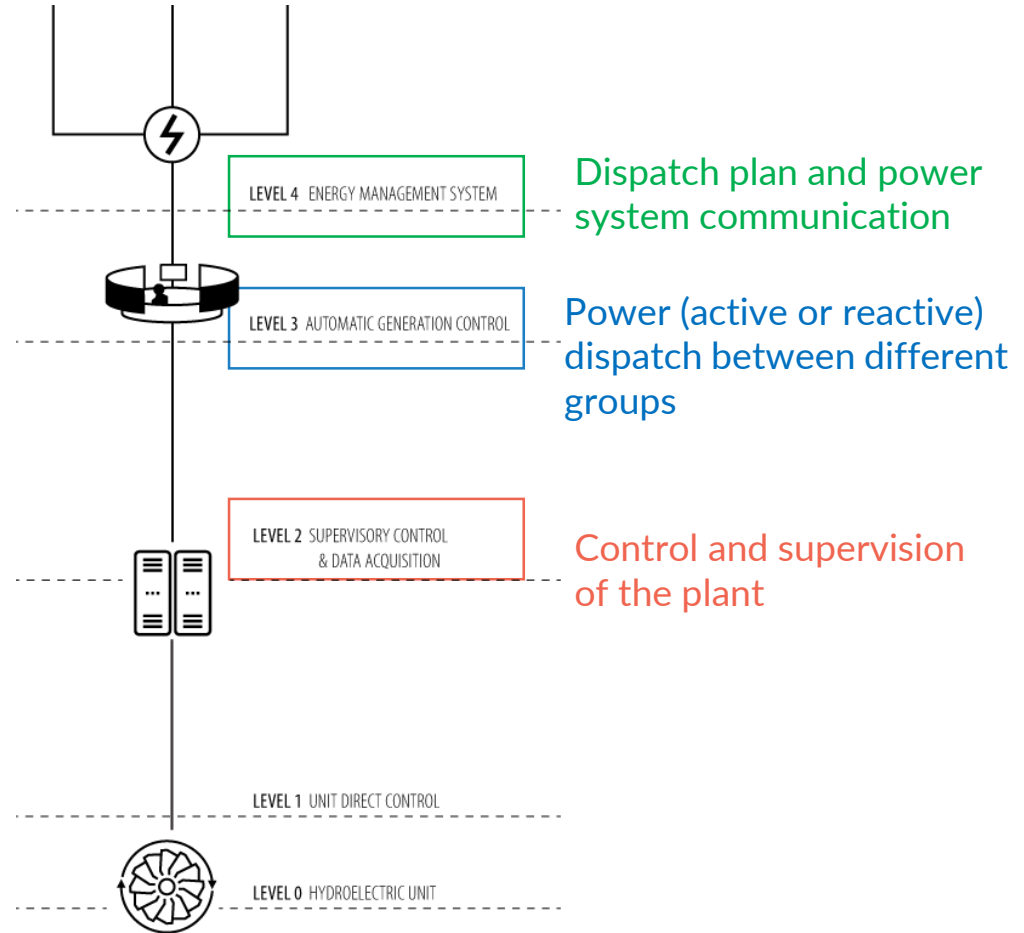 LEVEL 4 ENERGY MANAGEMENT SYSTEM
Dispatch plan and power
system communication
LEVEL 3 AUTOMATIC GENERATION CONTROL
Power (active or reactive)
dispatch between different
groups
LEVEL 2 SUPERVISORY CONTROL
& DATA ACQUISITION
Control and supervision
of the plant
LEVEL 1 UNIT DIRECT CONTROL
LEVEL 0 HYDROELECTRIC UNIT